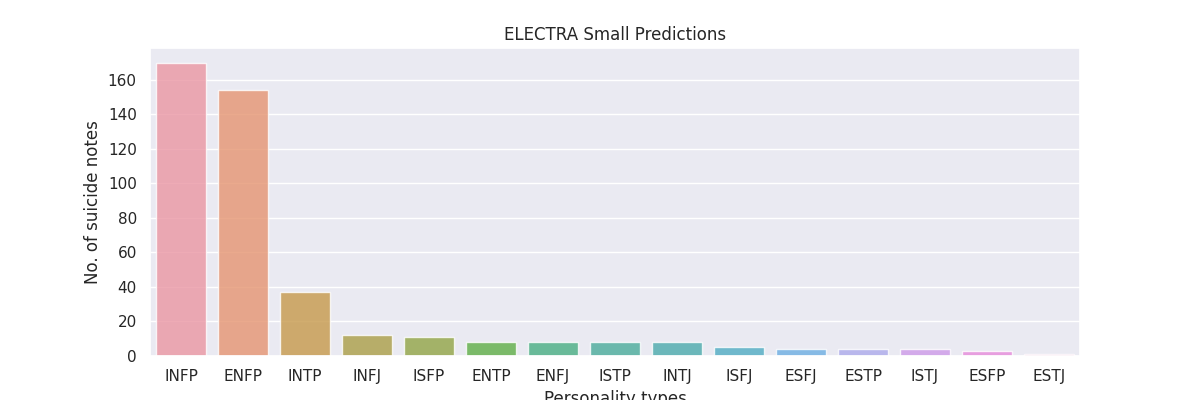 ELECTRA Small Predictions
No. of suicide notes
160
140
120
100
80
60
40
20
0
INFP ENFP INTP INFJ ISFP ENTP ENFJ ISTP INTJ ISFJ ESFJ ESTP ISTJ ESFP ESTJ
Personality types